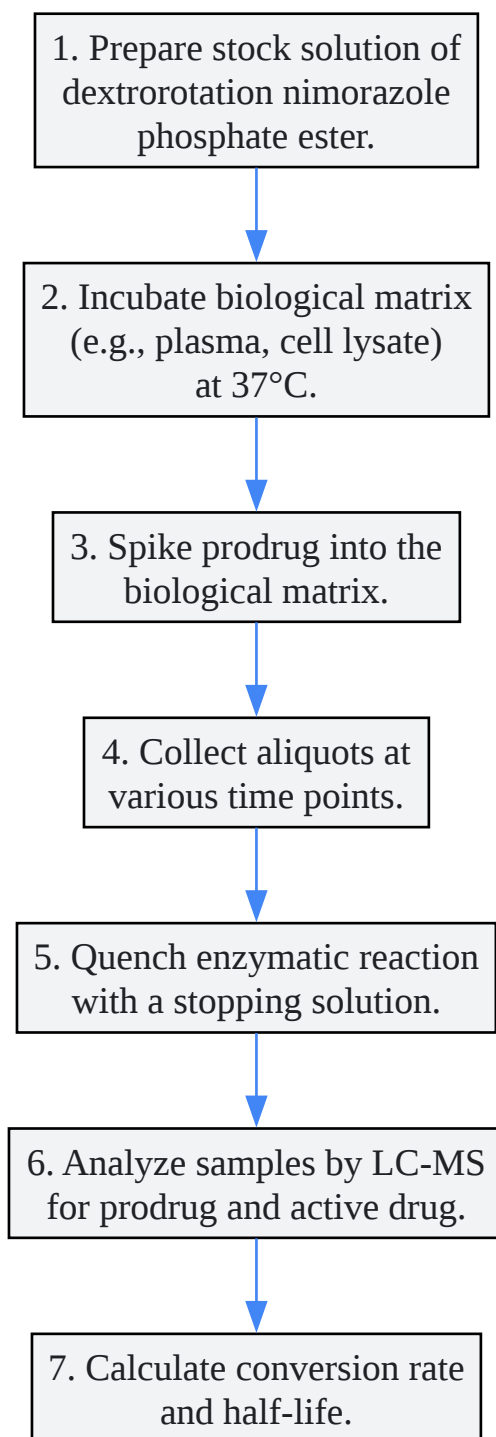 1. Prepare stock solution of
dextrorotation nimorazole
phosphate ester.
2. Incubate biological matrix
(e.g., plasma, cell lysate)
at 37°C.
3. Spike prodrug into the
biological matrix.
4. Collect aliquots at
various time points.
5. Quench enzymatic reaction
with a stopping solution.
6. Analyze samples by LC-MS
for prodrug and active drug.
7. Calculate conversion rate
and half-life.